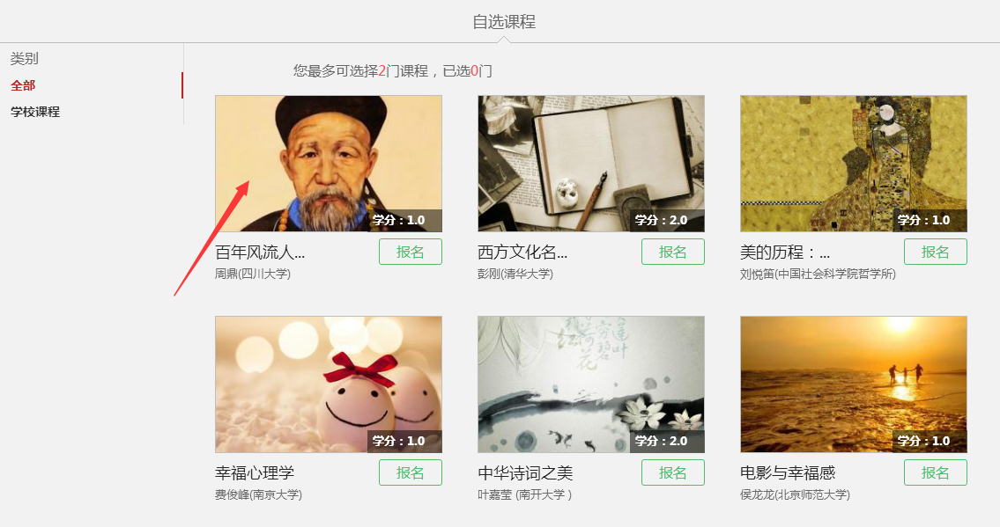 自选课程
类别
全部
学校课程
您最多可选择2门课程，已选0门
学分：1.0
学分：2.0
学分：1.0
百年风流人...
报名
西方文化名...
报名
美的历程：...
报名
周鼎(四川大学)
彭刚(清华大学)
刘悦笛(中国社会科学院哲学所)
学分：1.0
学分：2.0
学分：1.0
幸福心理学
报名
中华诗词之美
报名
电影与幸福感
报名
费俊峰(南京大学)
叶嘉莹 (南开大学 )
侯龙龙(北京师范大学)